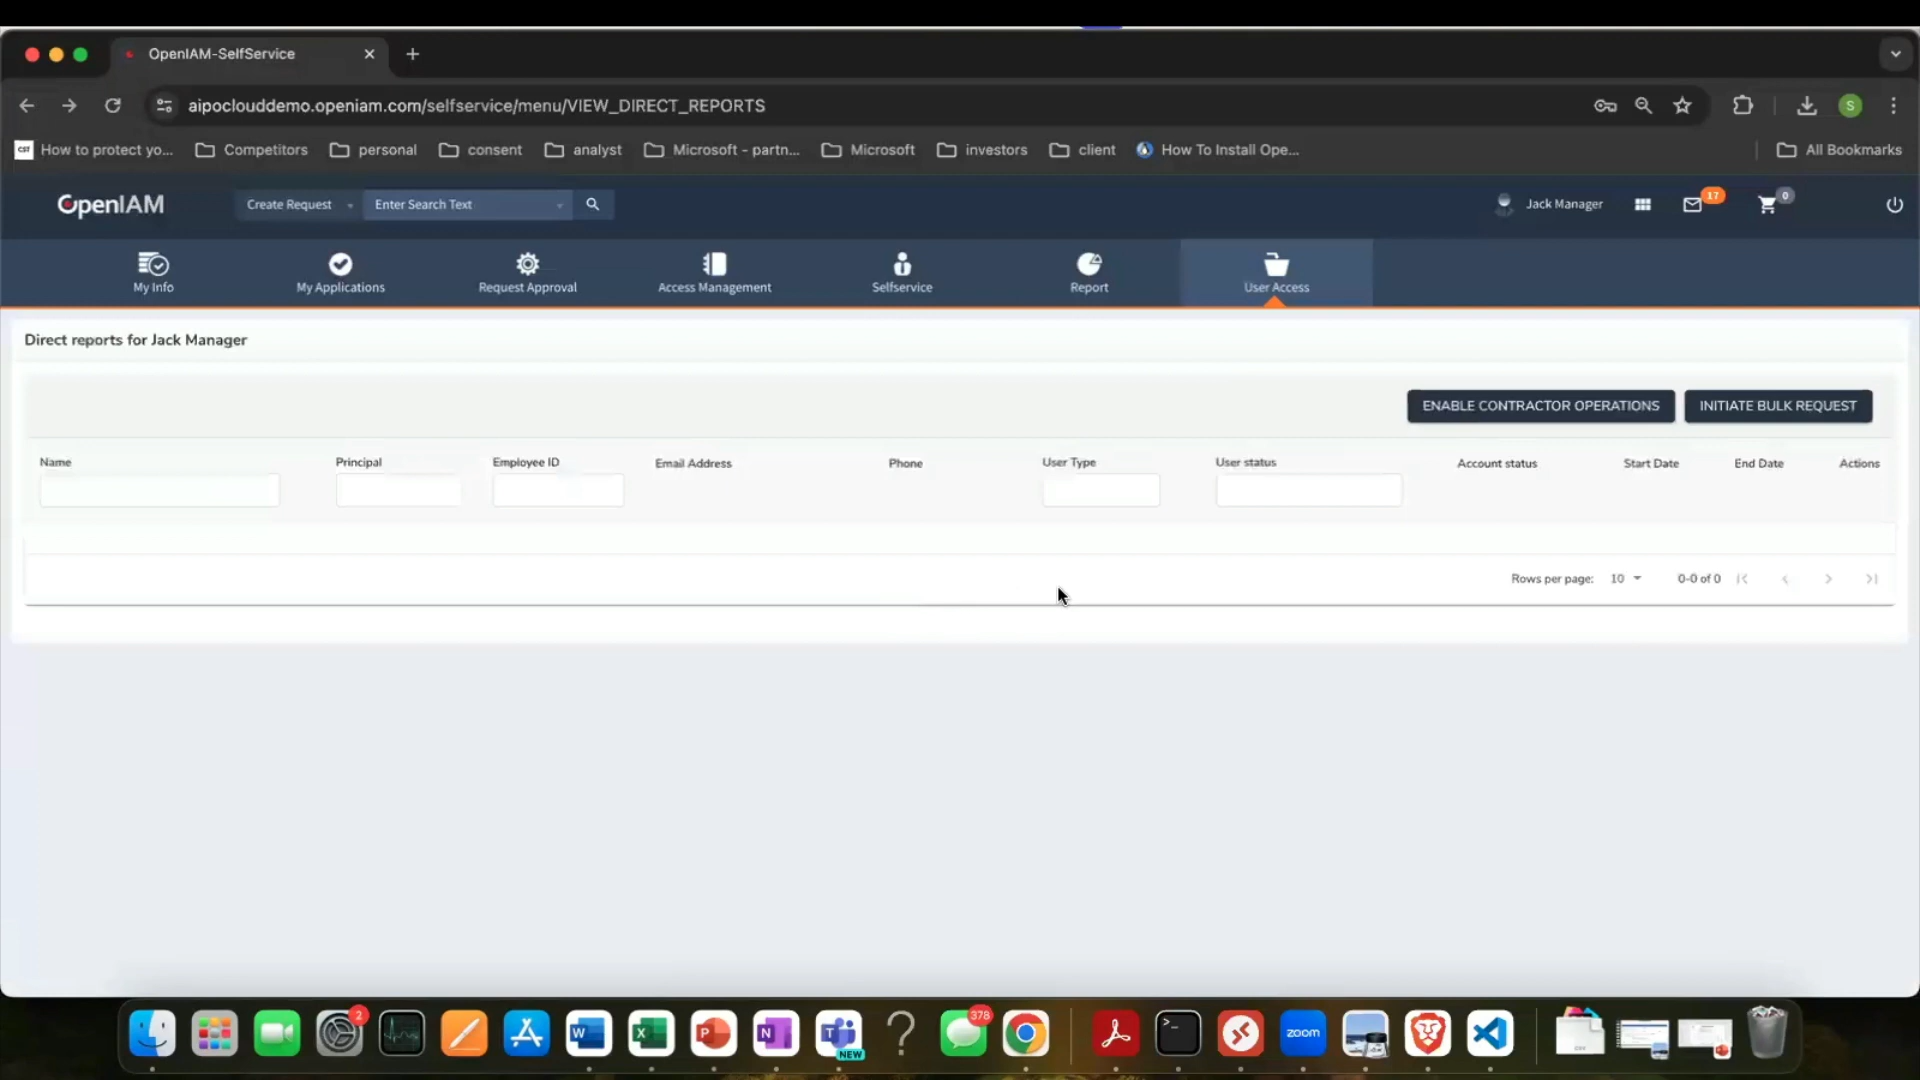 OpenIAM-SelfService
aipoclouddemo.openiam.com/selfservice/menu/VIEW_DIRECT_REPORTS
S
CSF How to protect yo... Competitors personal consent analyst Microsoft - partn... Microsoft investors client How To Install Ope... All Bookmarks
OpenIAM Create Request Enter Search Text Jack Manager 17 0
My Info My Applications Request Approval Access Management Selfservice Report User Access
Direct reports for Jack Manager
ENABLE CONTRACTOR OPERATIONS INITIATE BULK REQUEST
Name Principal Employee ID Email Address Phone User Type User status Account status Start Date End Date Actions
Rows per page: 10 0-0 of 0
2 W X P N T NEW ? 378 zoom